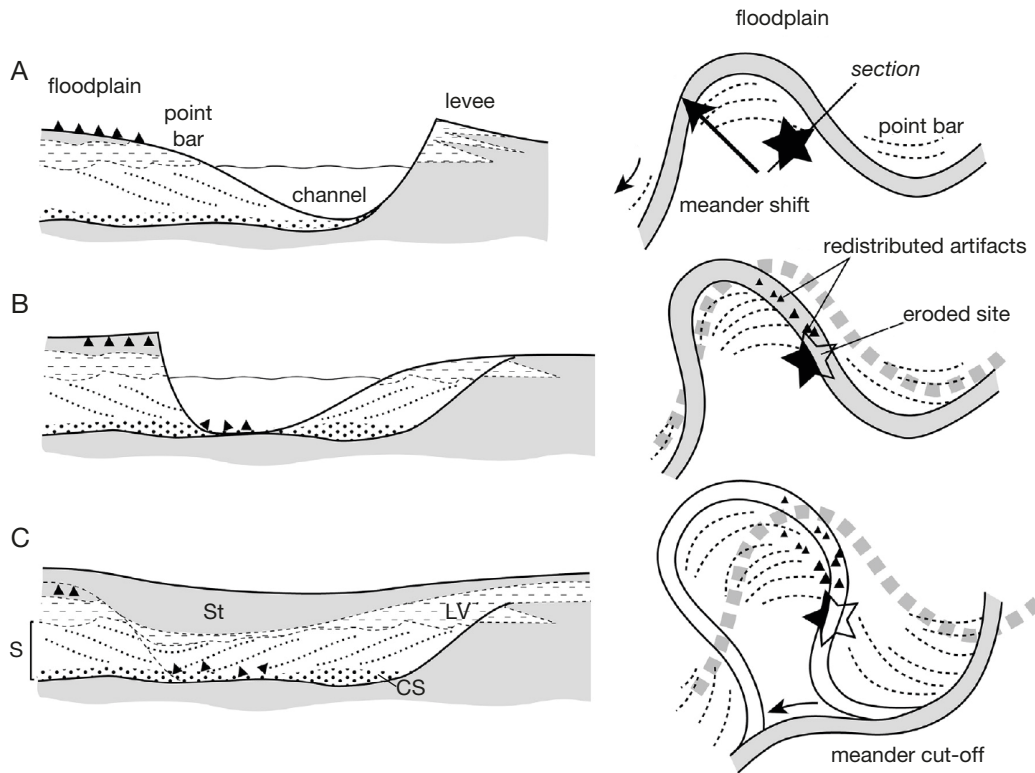 A
floodplain
point
bar
levee
channel
floodplain
section
point bar
meander shift
B
redistributed artifacts
eroded site
C
St
LV
S
CS
meander cut-off